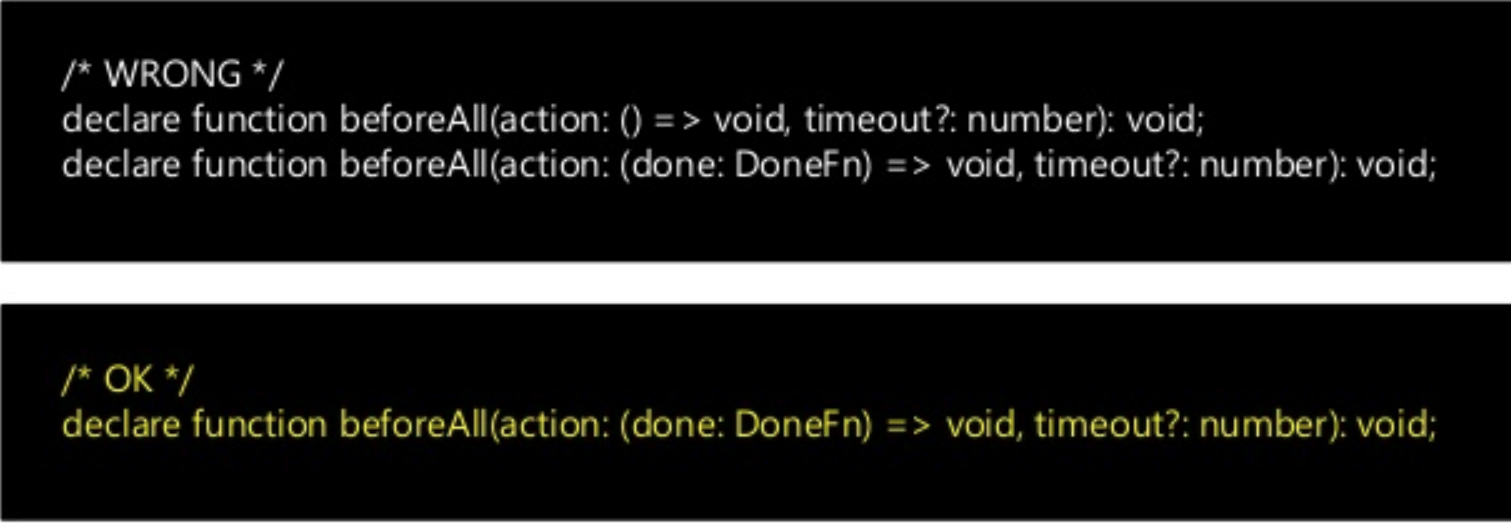 /* WRONG */
declare function beforeAll(action: () => void, timeout?: number): void;
declare function beforeAll(action: (done: DoneFn) => void, timeout?: number): void;
/* OK */
declare function beforeAll(action: (done: DoneFn) => void, timeout?: number): void;